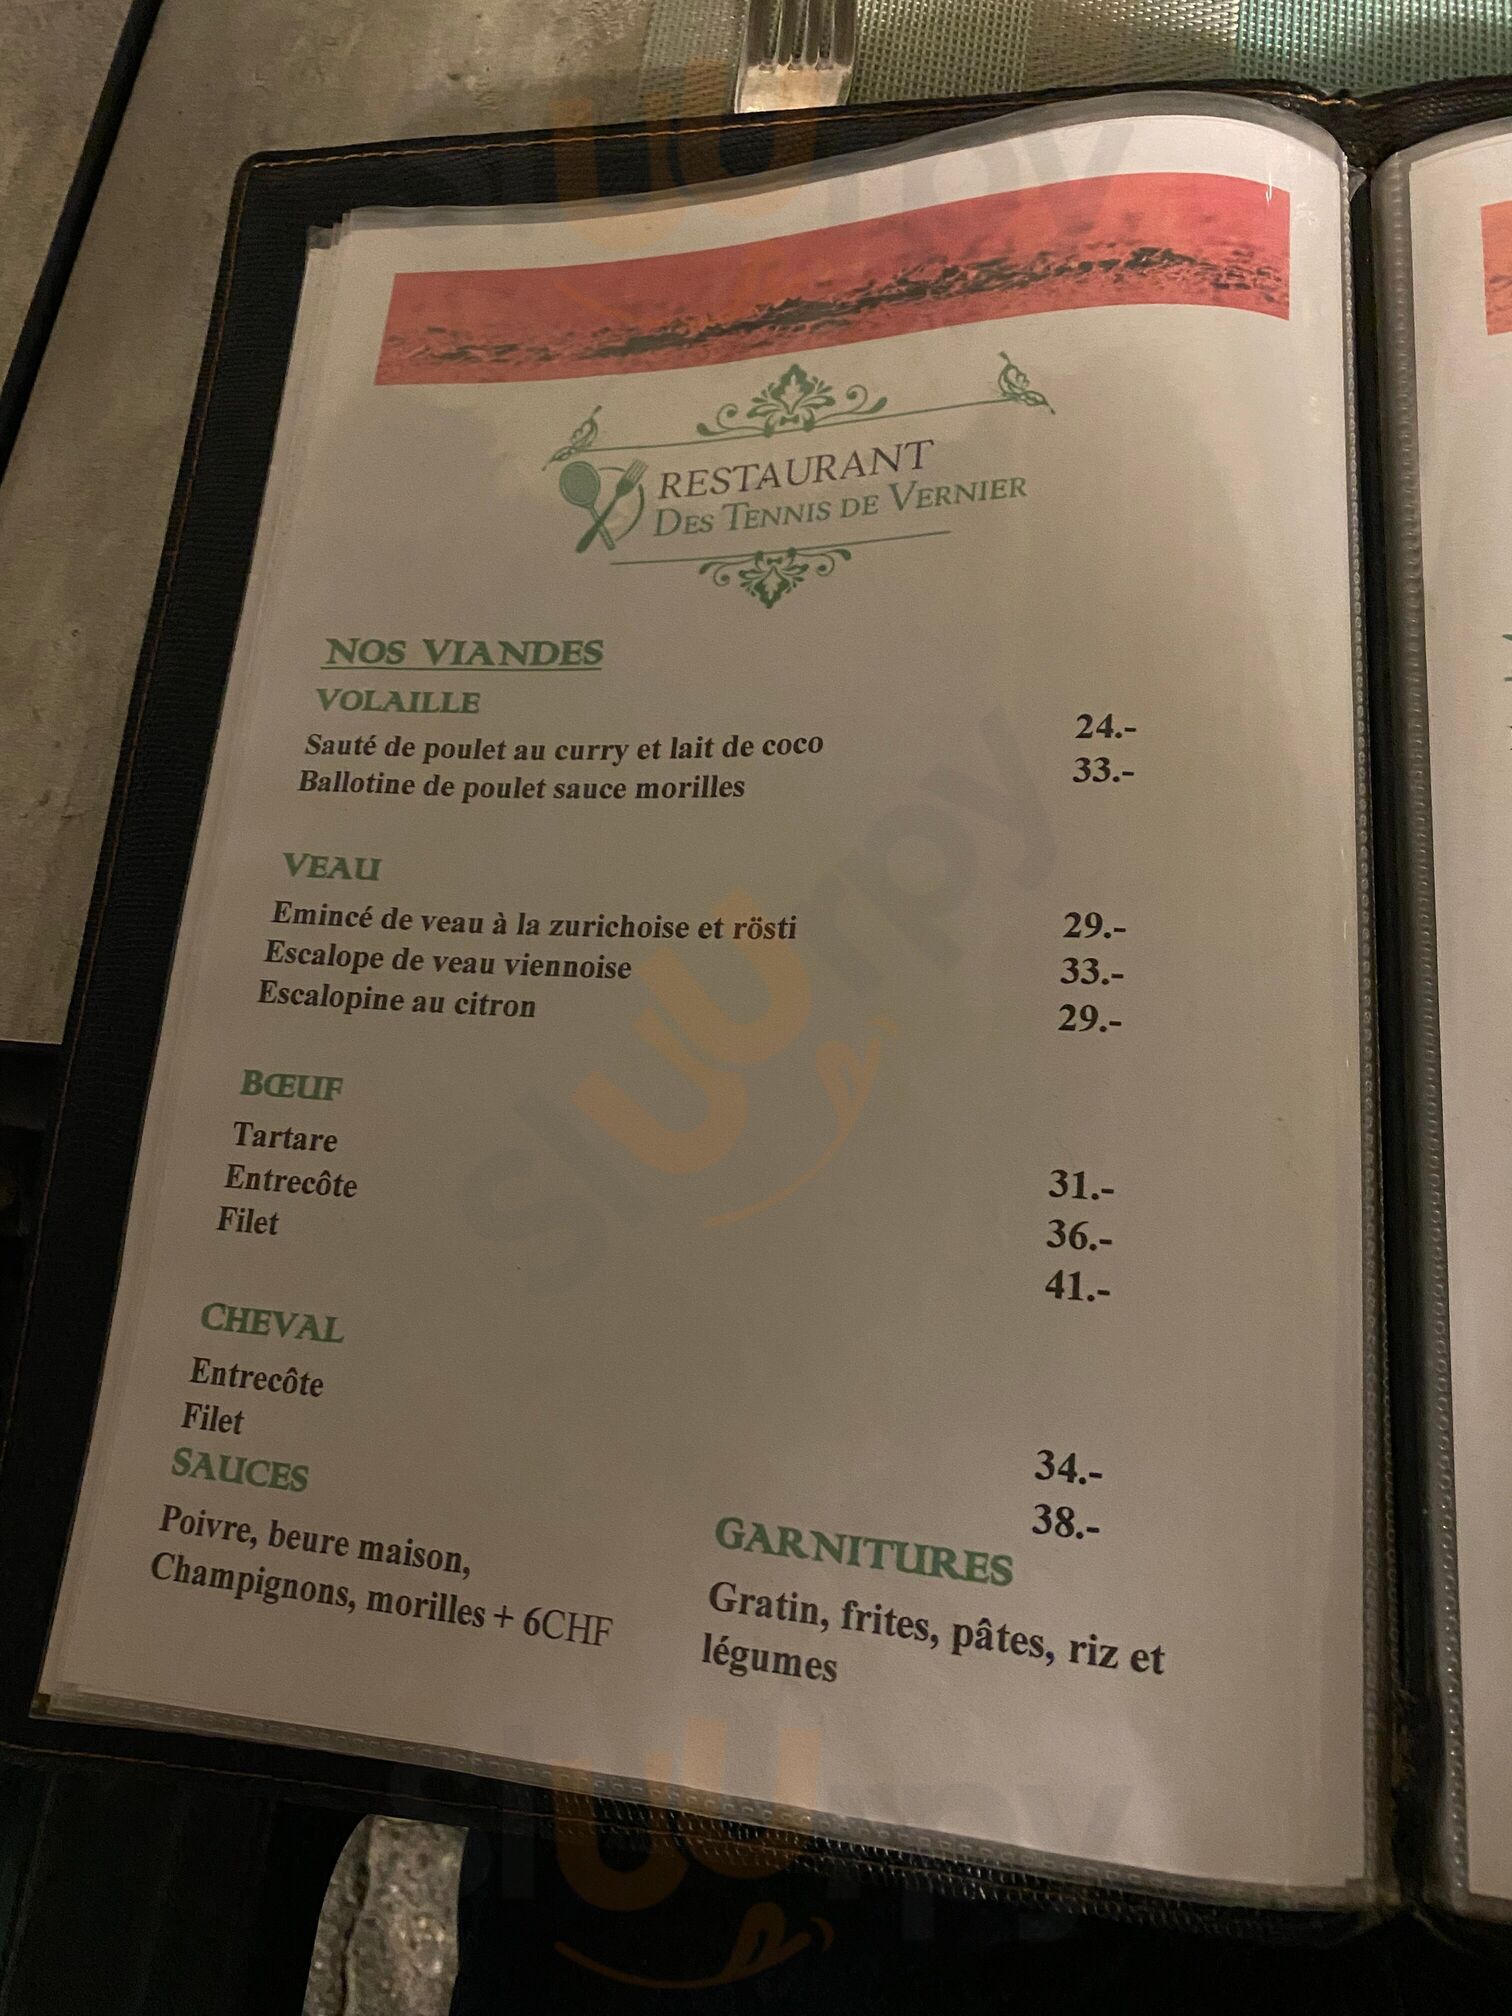 RESTAURANT
DES TENNIS DE VERNIER
NOS VIANDES
VOLAILLE
Sauté de poulet au curry et lait de coco 24.-
Ballotine de poulet sauce morilles 33.-
VEAU
Emincé de veau à la zurichoise et rösti 29.-
Escalope de veau viennoise 33.-
Escalopine au citron 29.-
BŒUF
Tartare 31.-
Entrecôte 36.-
Filet 41.-
CHEVAL
Entrecôte 34.-
Filet 38.-
SAUCES
Poivre, beure maison,
Champignons, morilles + 6CHF
GARNITURES
Gratin, frites, pâtes, riz et
légumes
sluurpy
sluurpy
sluurpy